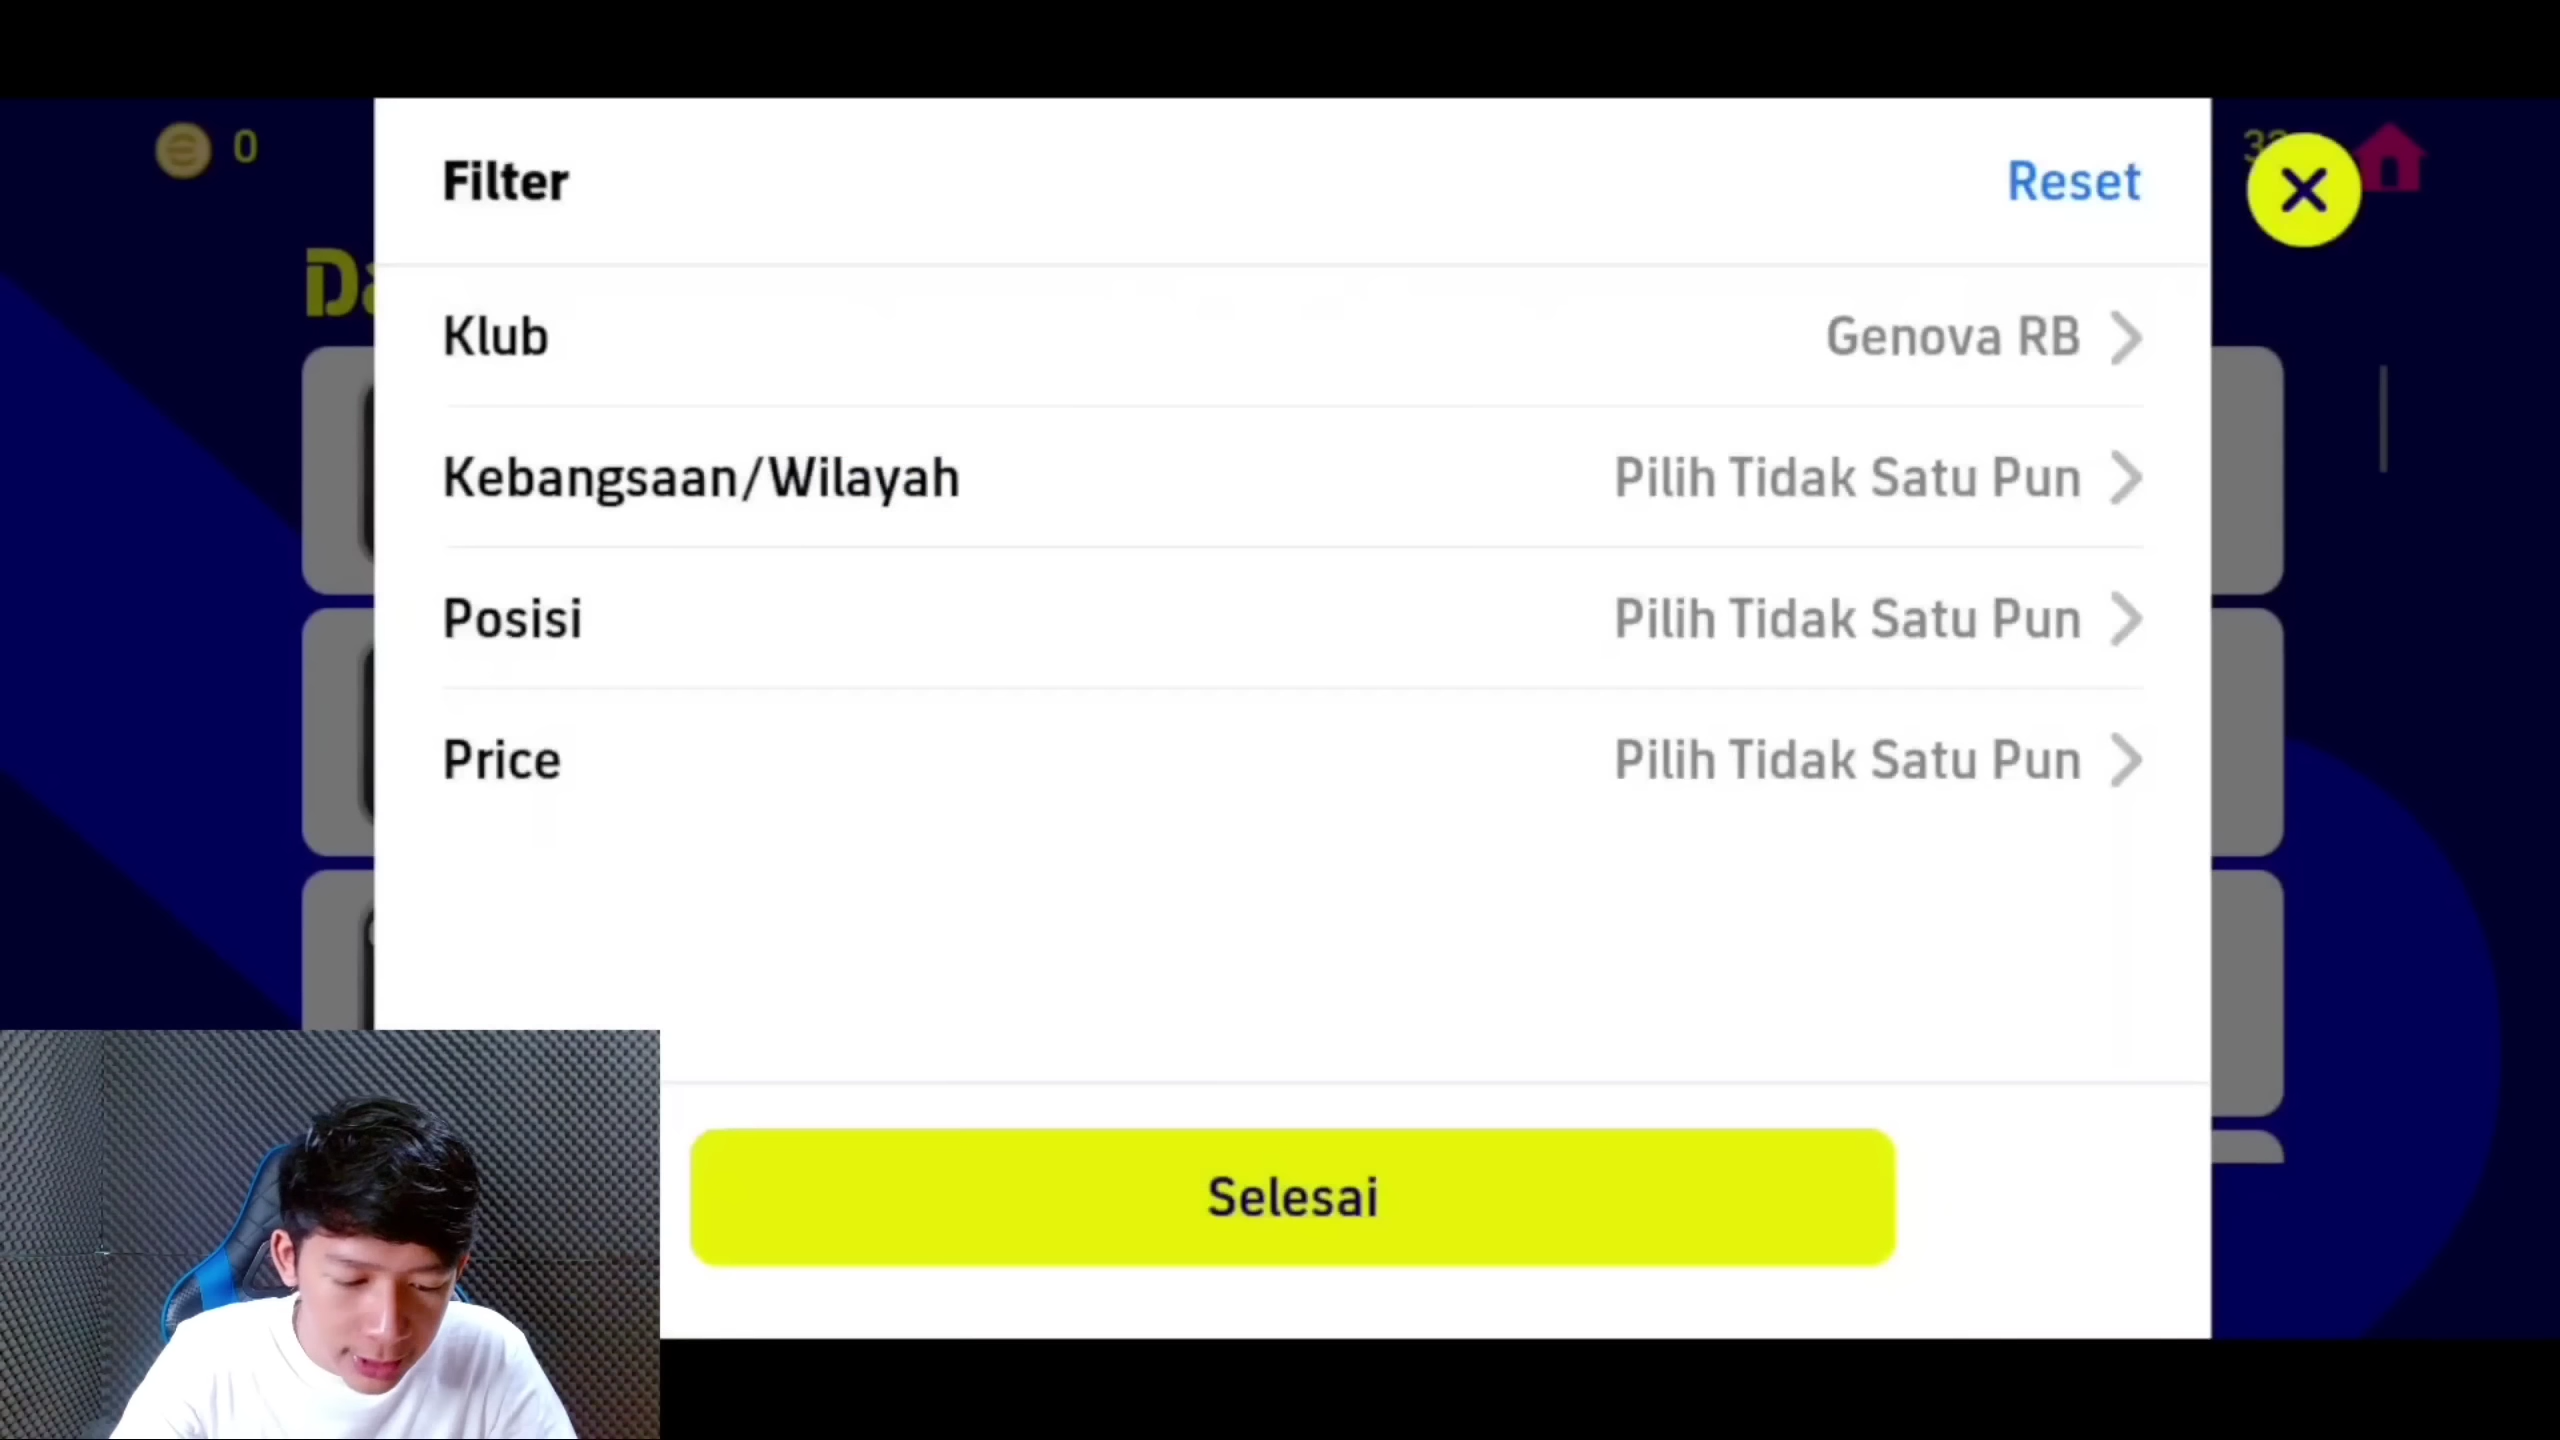 0
Filter
Reset
Klub
Genova RB
Kebangsaan/Wilayah
Pilih Tidak Satu Pun
Posisi
Pilih Tidak Satu Pun
Price
Pilih Tidak Satu Pun
Selesai